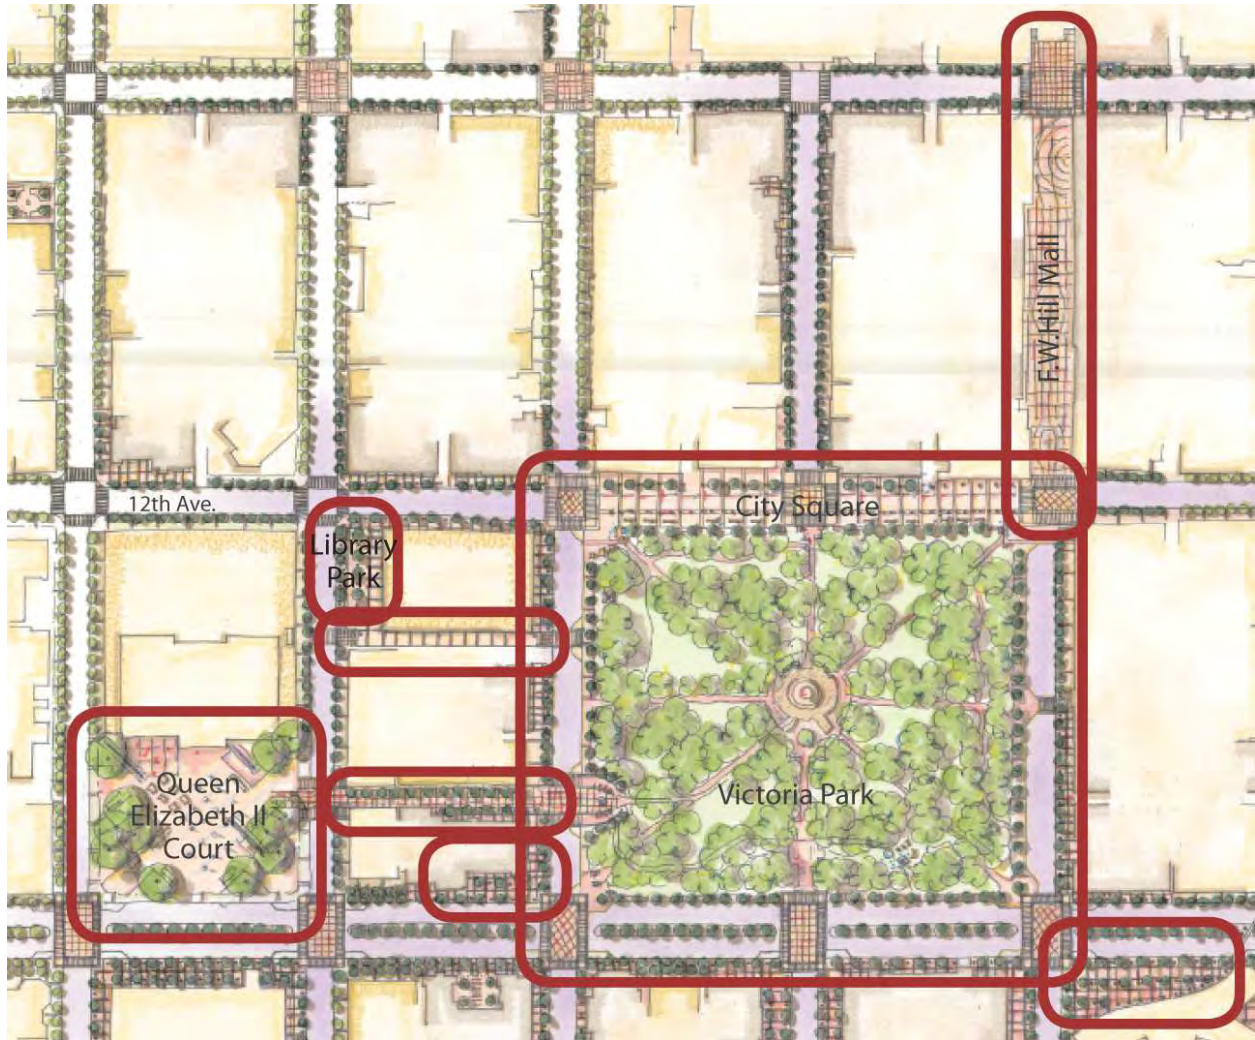 F.W.Hill Mall
12th Ave.
City Square
Library
Park
Queen
Elizabeth II
Court
Victoria Park